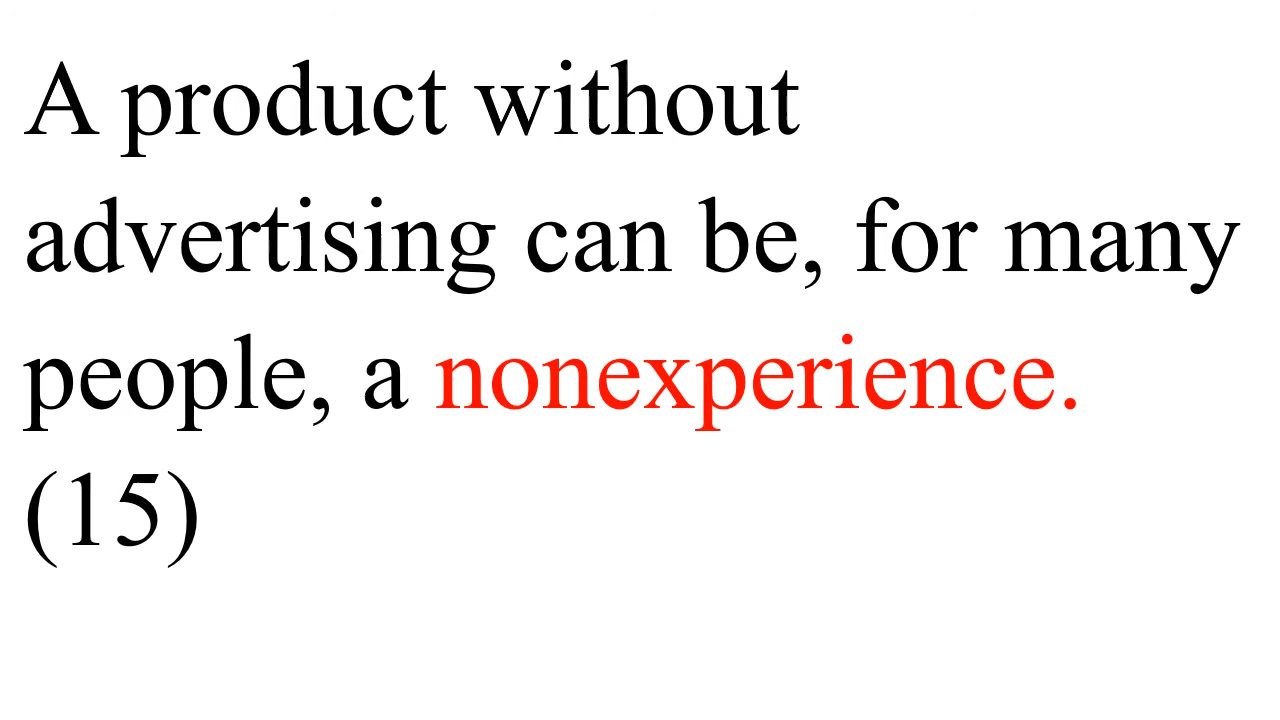 A product without
advertising can be, for many
people, a nonexperience.
(15)